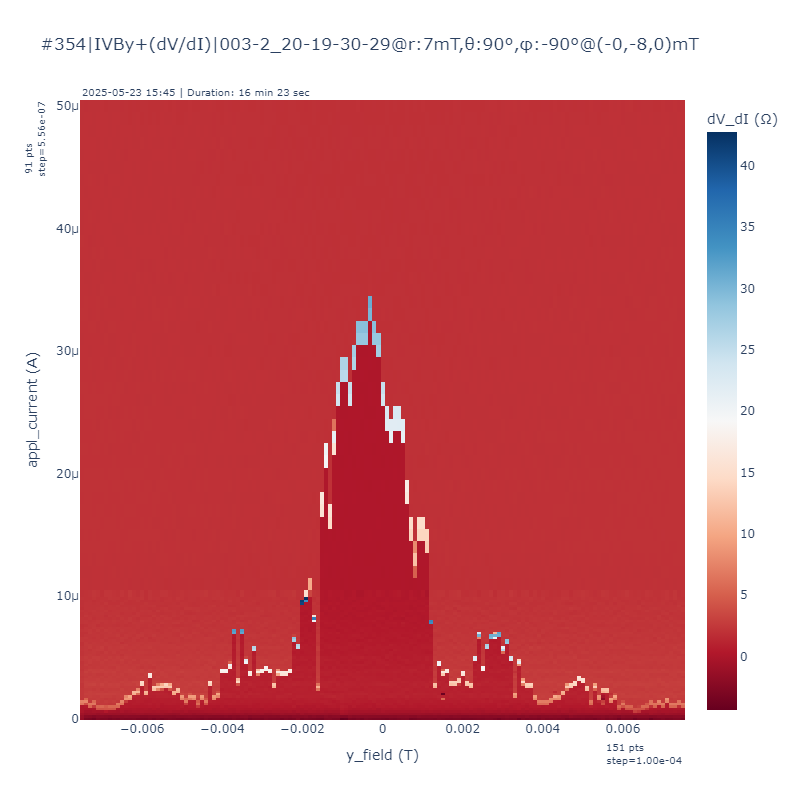 #354|IVBy+(dV/dI)|003-2_20-19-30-29@r:7mT,θ:90°,φ:-90°@(-0,-8,0)mT
2025-05-23 15:45 | Duration: 16 min 23 sec
91 pts
step=5.56e-07
dV_dI (Ω)
50μ
40μ
30μ
20μ
10μ
0
appl_current (A)
40
35
30
25
20
15
10
5
0
−0.006
−0.004
−0.002
0
0.002
0.004
0.006
y_field (T)
151 pts
step=1.00e-04